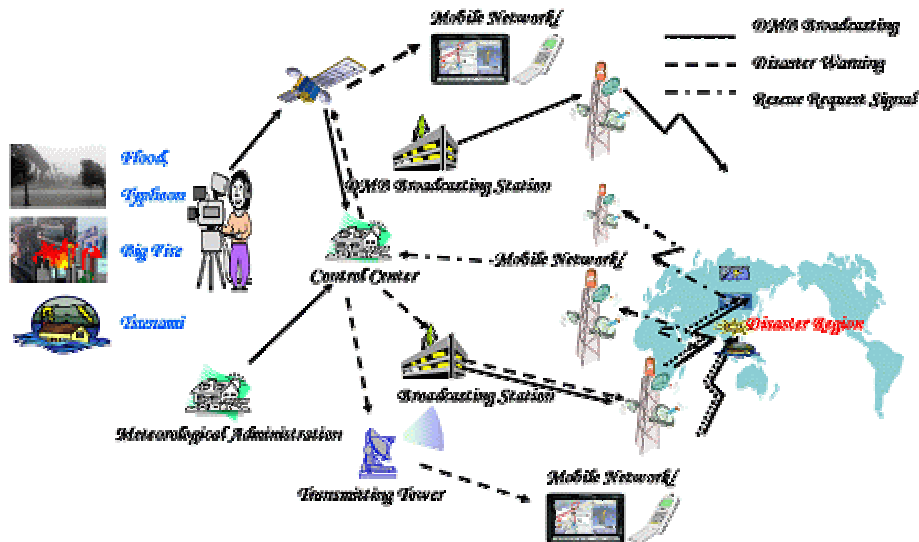 Mobile Network/
DMB Broadcasting
Disaster Warning
Rescue Request Signal
Flood,
Typhoon
Big Fire
Tsunami
DMB Broadcasting Station
Control Center
Mobile Network/
Disaster Region
Broadcasting Station
Meteorological Administration
Transmitting Tower
Mobile Network/